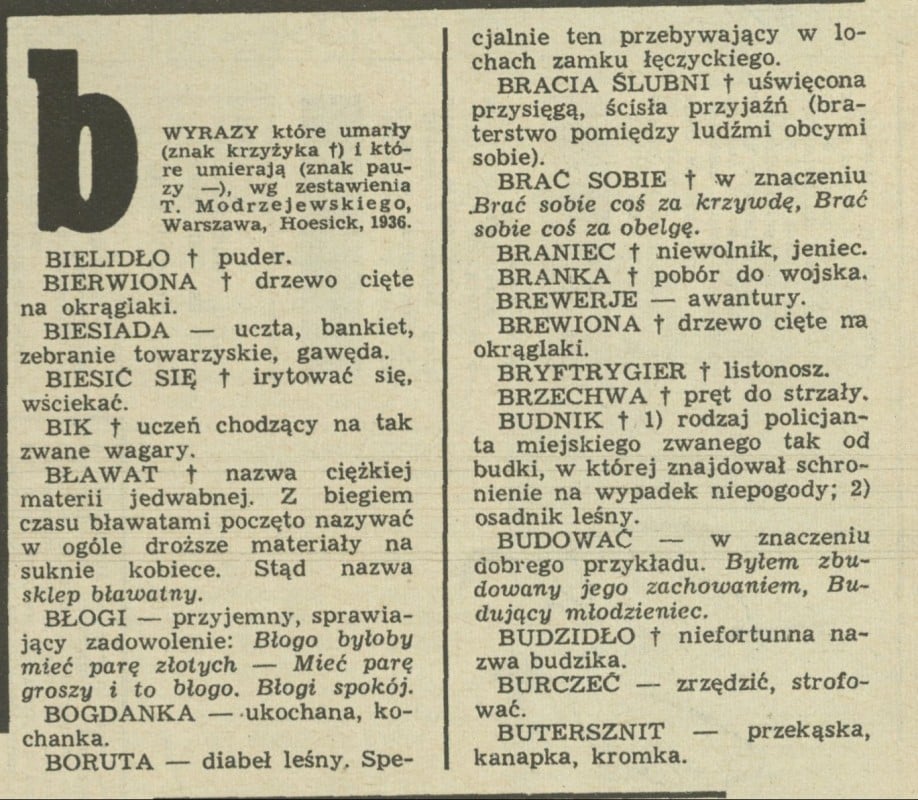 b
WYRAZY które umarły
(znak krzyżyka †) i któ-
re umierają (znak pau-
zy —), wg zestawienia
T. Modrzejewskiego,
Warszawa, Hoesick, 1936.
BIELIDŁO † puder.
BIERWIONA † drzewo cięte
na okrąglaki.
BIESIADA — uczta, bankiet,
zebranie towarzyskie, gawęda.
BIESIĆ SIĘ † irytować się,
wściekać.
BIK † uczeń chodzący na tak
zwane wagary.
BŁAWAT † nazwa ciężkiej
materii jedwabnej. Z biegiem
czasu bławatami poczęto nazywać
w ogóle droższe materiały na
suknie kobiece. Stąd nazwa
sklep bławatny.
BŁOGI — przyjemny, sprawia-
jący zadowolenie: Błogo byłoby
mieć parę złotych — Mieć parę
groszy i to błogo. Błogi spokój.
BOGDANKA — ukochana, ko-
chanka.
BORUTA — diabeł leśny. Spe-
cjalnie ten przebywający w lo-
chach zamku łęczyckiego.
BRACIA ŚLUBNI † uświęcona
przysięgą, ścisła przyjaźń (bra-
terstwo pomiędzy ludźmi obcymi
sobie).
BRAĆ SOBIE † w znaczeniu
Brać sobie coś za krzywdę, Brać
sobie coś za obelgę.
BRANIEC † niewolnik, jeniec.
BRANKA † pobór do wojska.
BREWERJE — awantury.
BREWIONA † drzewo cięte na
okrąglaki.
BRYFTRYGIER † listonosz.
BRZECHWA † pręt do strzały.
BUDNIK † 1) rodzaj policjan-
ta miejskiego zwanego tak od
budki, w której znajdował schro-
nienie na wypadek niepogody; 2)
osadnik leśny.
BUDOWAĆ — w znaczeniu
dobrego przykładu. Byłem zbu-
dowany jego zachowaniem, Bu-
dujący młodzieniec.
BUDZIDŁO † niefortunna na-
zwa budzika.
BURCZEĆ — zrzędzić, strofo-
wać.
BUTERSZNIT — przekąska,
kanapka, kromka.